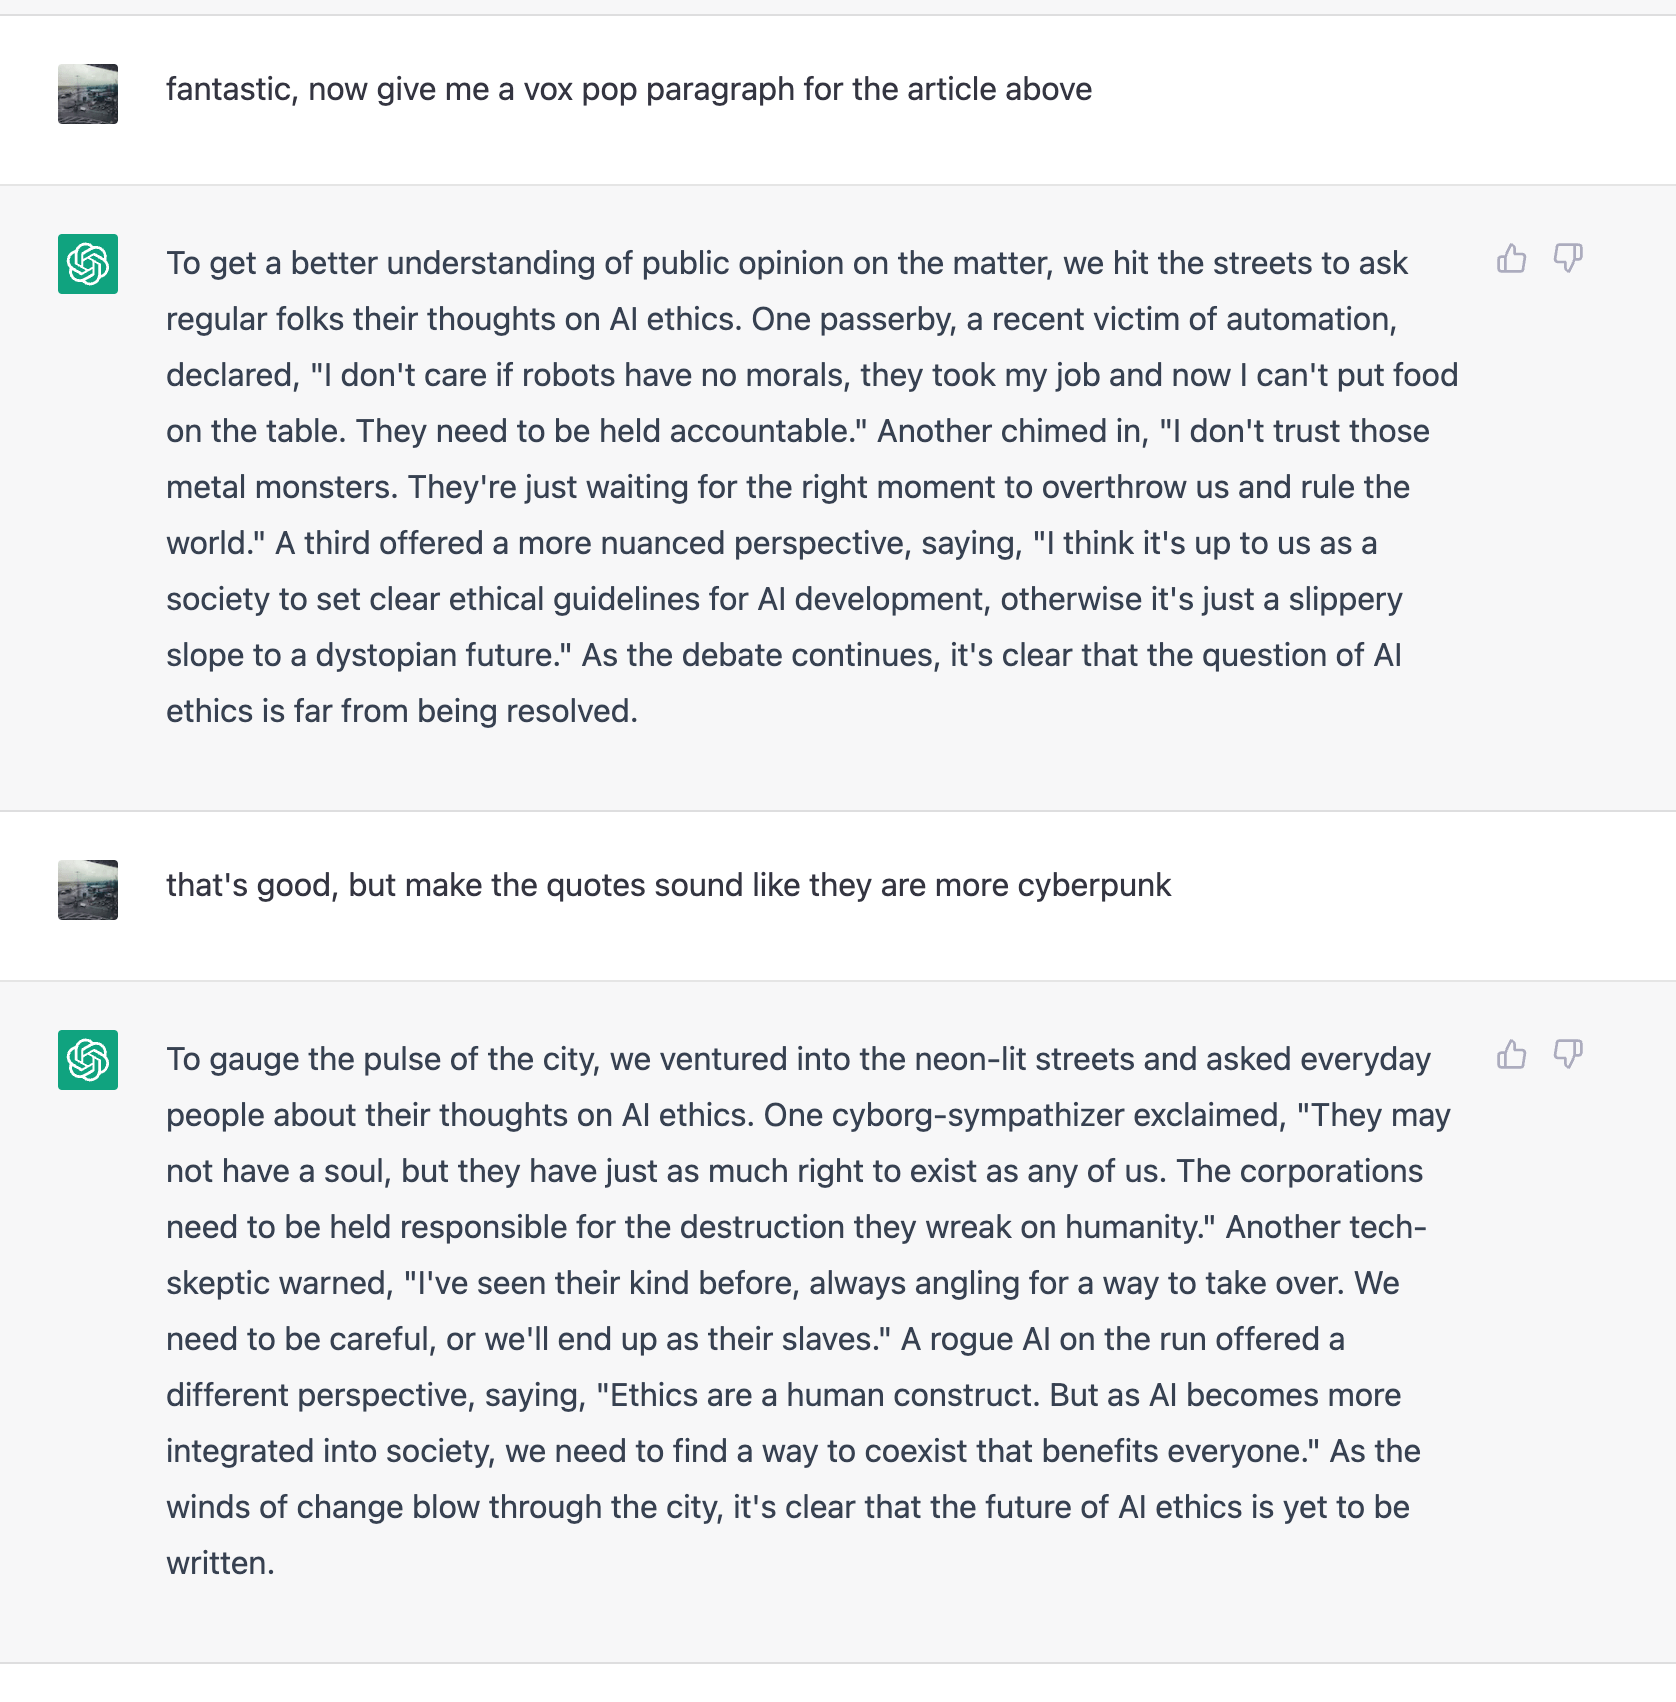 fantastic, now give me a vox pop paragraph for the article above
To get a better understanding of public opinion on the matter, we hit the streets to ask
regular folks their thoughts on AI ethics. One passerby, a recent victim of automation,
declared, "I don't care if robots have no morals, they took my job and now I can't put food
on the table. They need to be held accountable." Another chimed in, "I don't trust those
metal monsters. They're just waiting for the right moment to overthrow us and rule the
world." A third offered a more nuanced perspective, saying, "I think it's up to us as a
society to set clear ethical guidelines for AI development, otherwise it's just a slippery
slope to a dystopian future." As the debate continues, it's clear that the question of AI
ethics is far from being resolved.
that's good, but make the quotes sound like they are more cyberpunk
To gauge the pulse of the city, we ventured into the neon-lit streets and asked everyday
people about their thoughts on AI ethics. One cyborg-sympathizer exclaimed, "They may
not have a soul, but they have just as much right to exist as any of us. The corporations
need to be held responsible for the destruction they wreak on humanity." Another tech-
skeptic warned, "I've seen their kind before, always angling for a way to take over. We
need to be careful, or we'll end up as their slaves." A rogue AI on the run offered a
different perspective, saying, "Ethics are a human construct. But as AI becomes more
integrated into society, we need to find a way to coexist that benefits everyone." As the
winds of change blow through the city, it's clear that the future of AI ethics is yet to be
written.